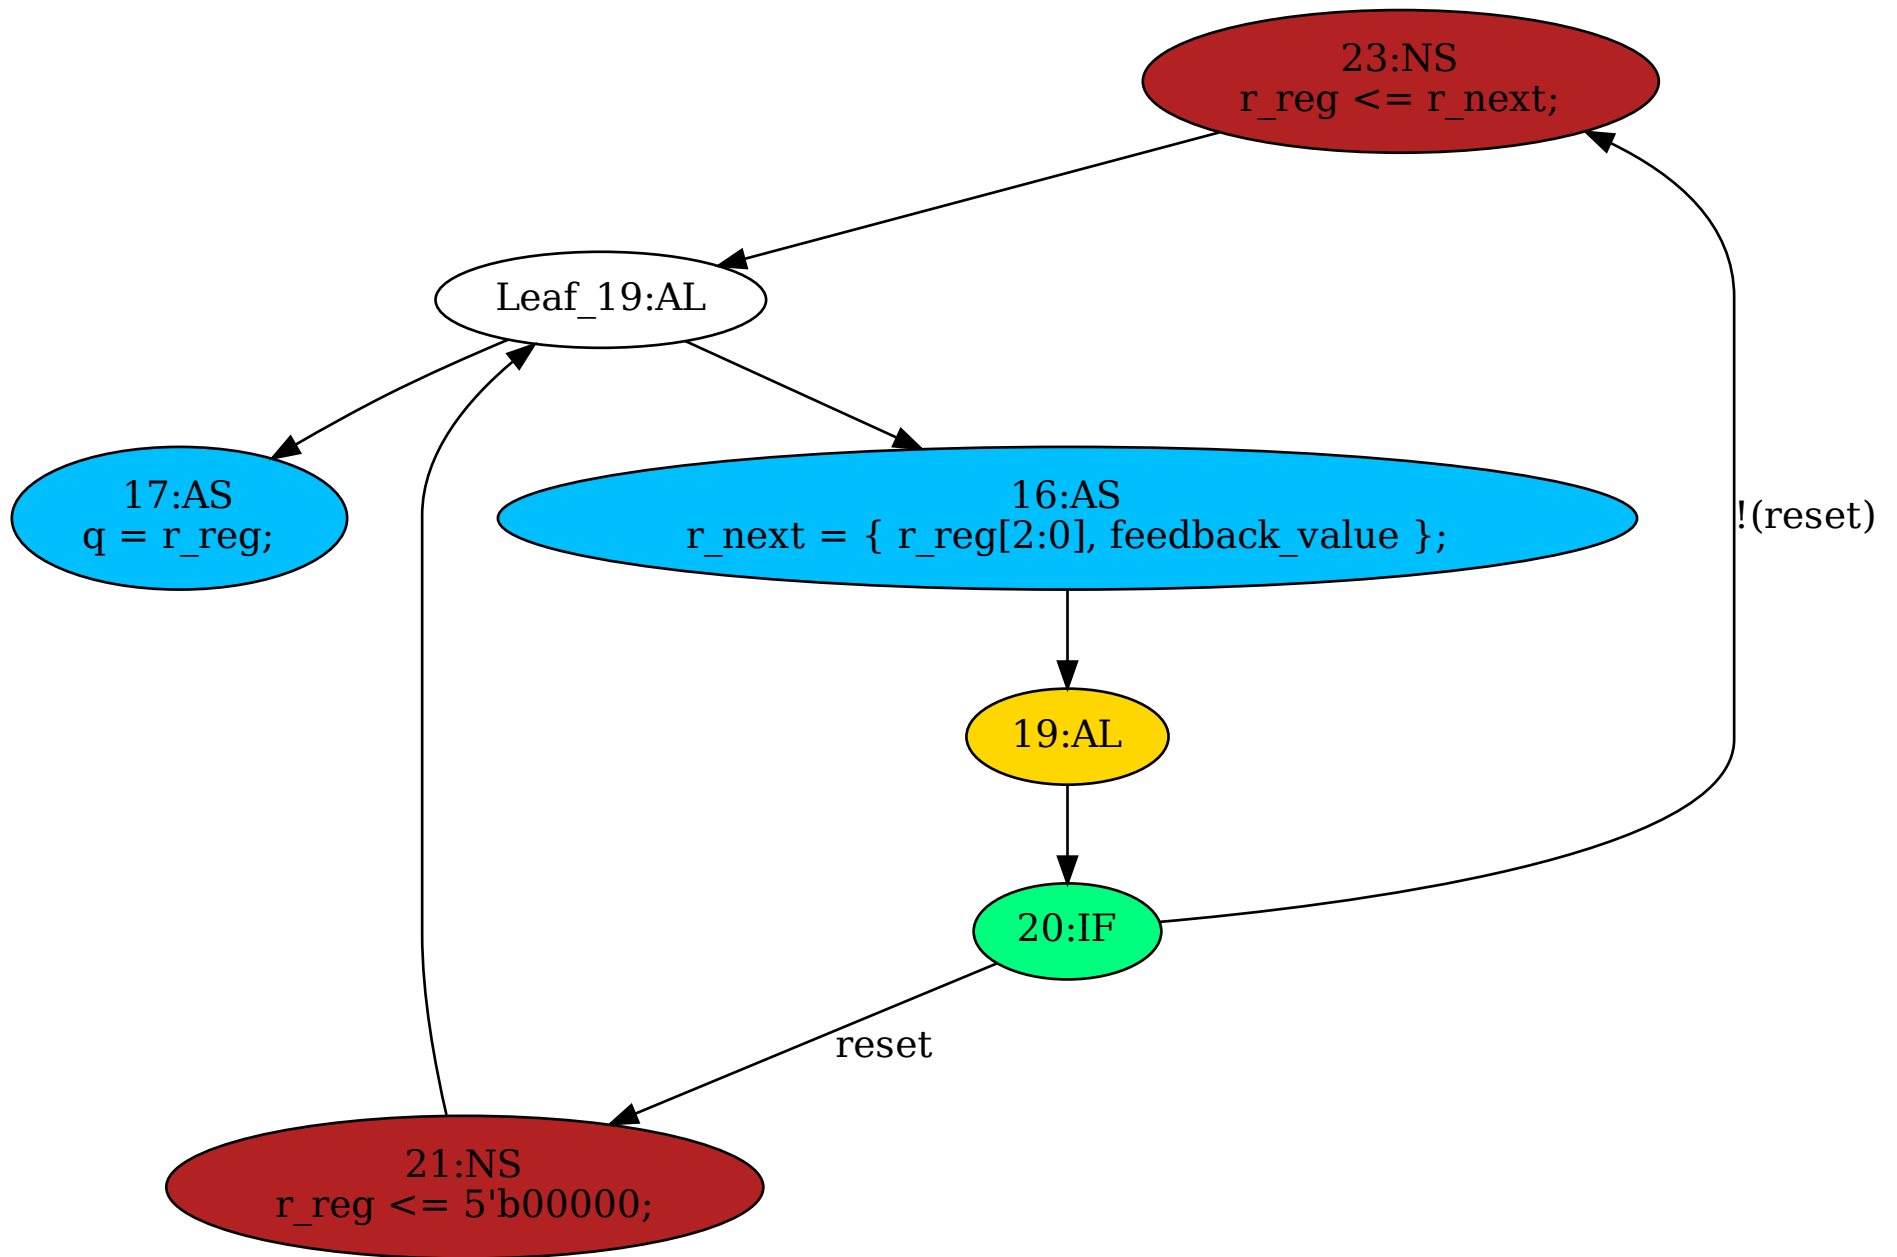 23:NS
r_reg <= r_next;
Leaf_19:AL
17:AS
q = r_reg;
16:AS
r_next = { r_reg[2:0], feedback_value };
!(reset)
19:AL
20:IF
reset
21:NS
r_reg <= 5'b00000;